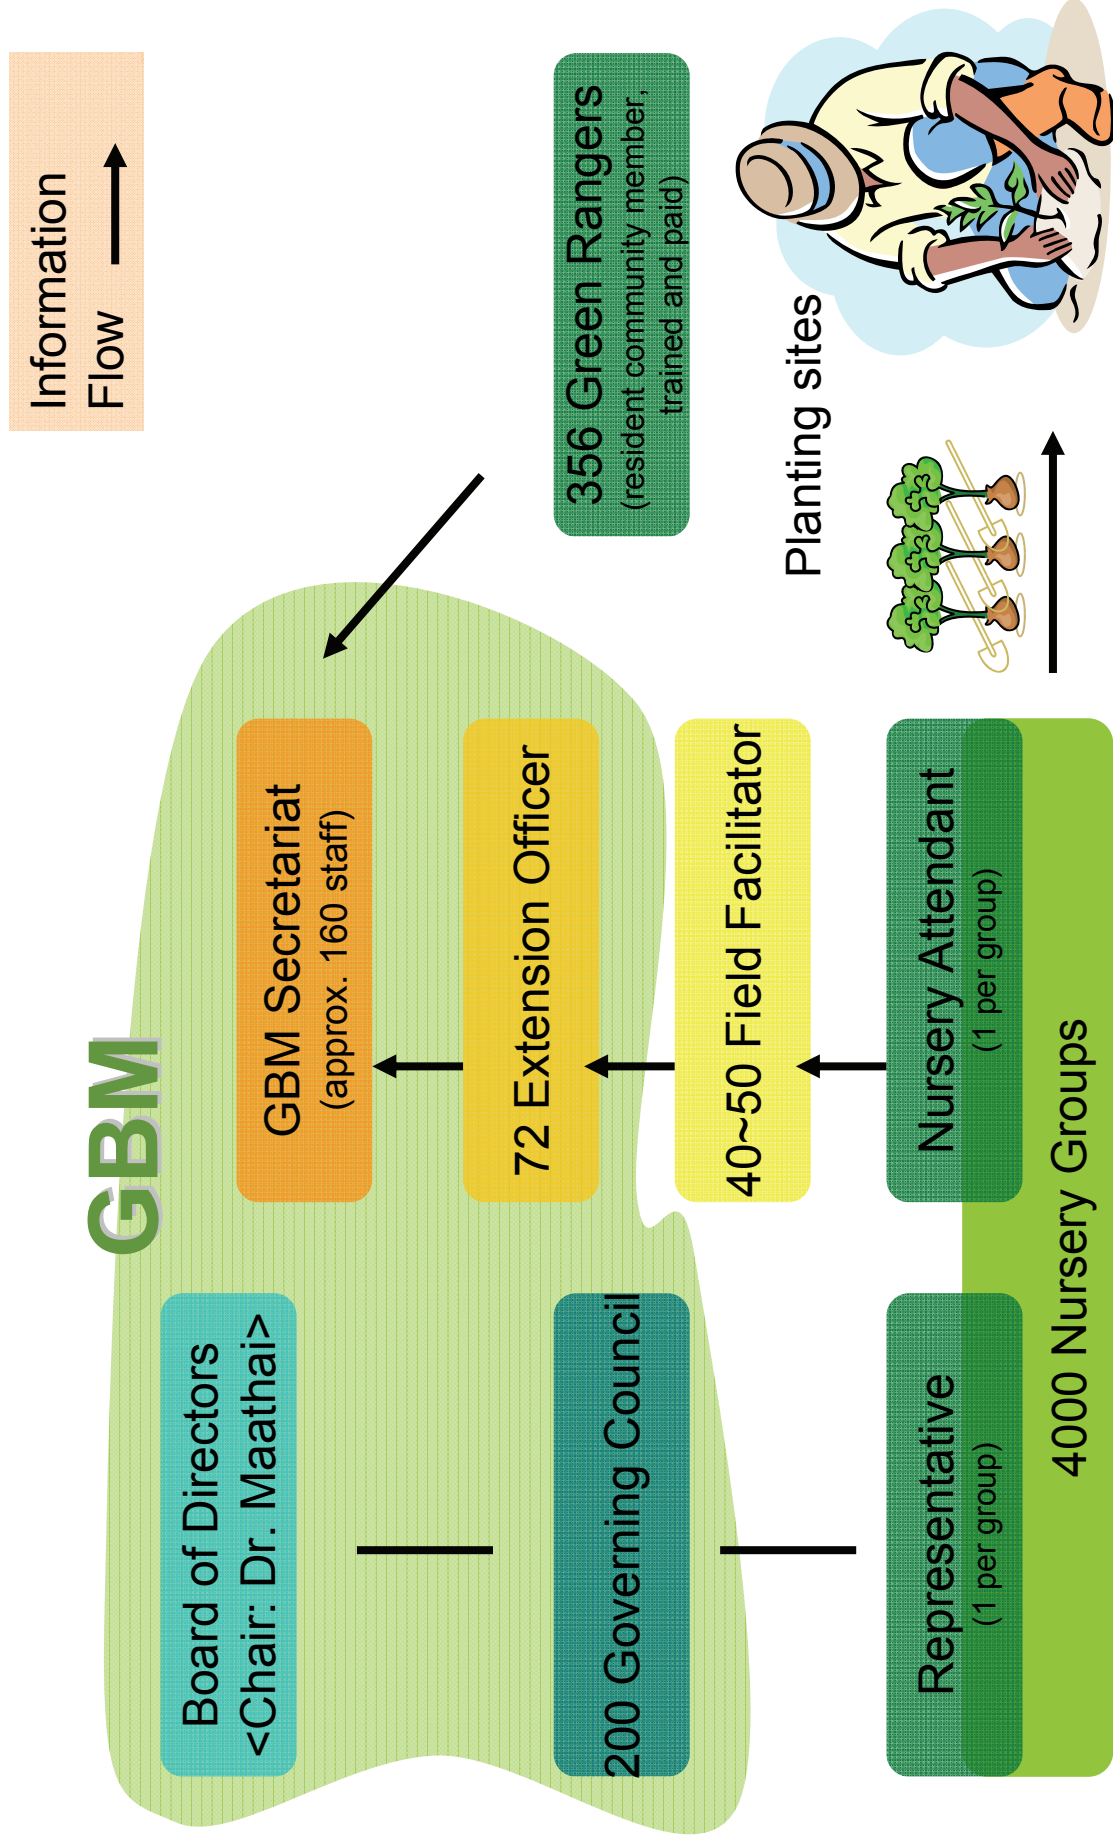 Information
Flow
GBM
Board of Directors
<Chair: Dr. Maathai>
GBM Secretariat
(approx. 160 staff)
72 Extension Officer
200 Governing Council
356 Green Rangers
(resident community member,
trained and paid)
40~50 Field Facilitator
Planting sites
Representative
(1 per group)
Nursery Attendant
(1 per group)
4000 Nursery Groups